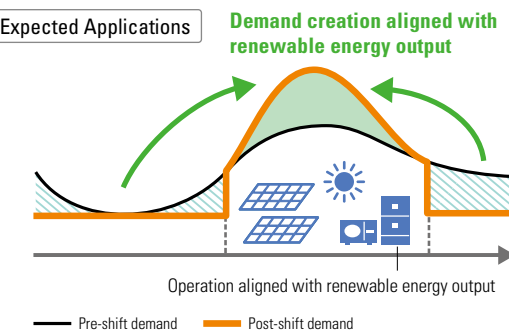 Expected Applications
Demand creation aligned with
renewable energy output
Operation aligned with renewable energy output
Pre-shift demand
Post-shift demand